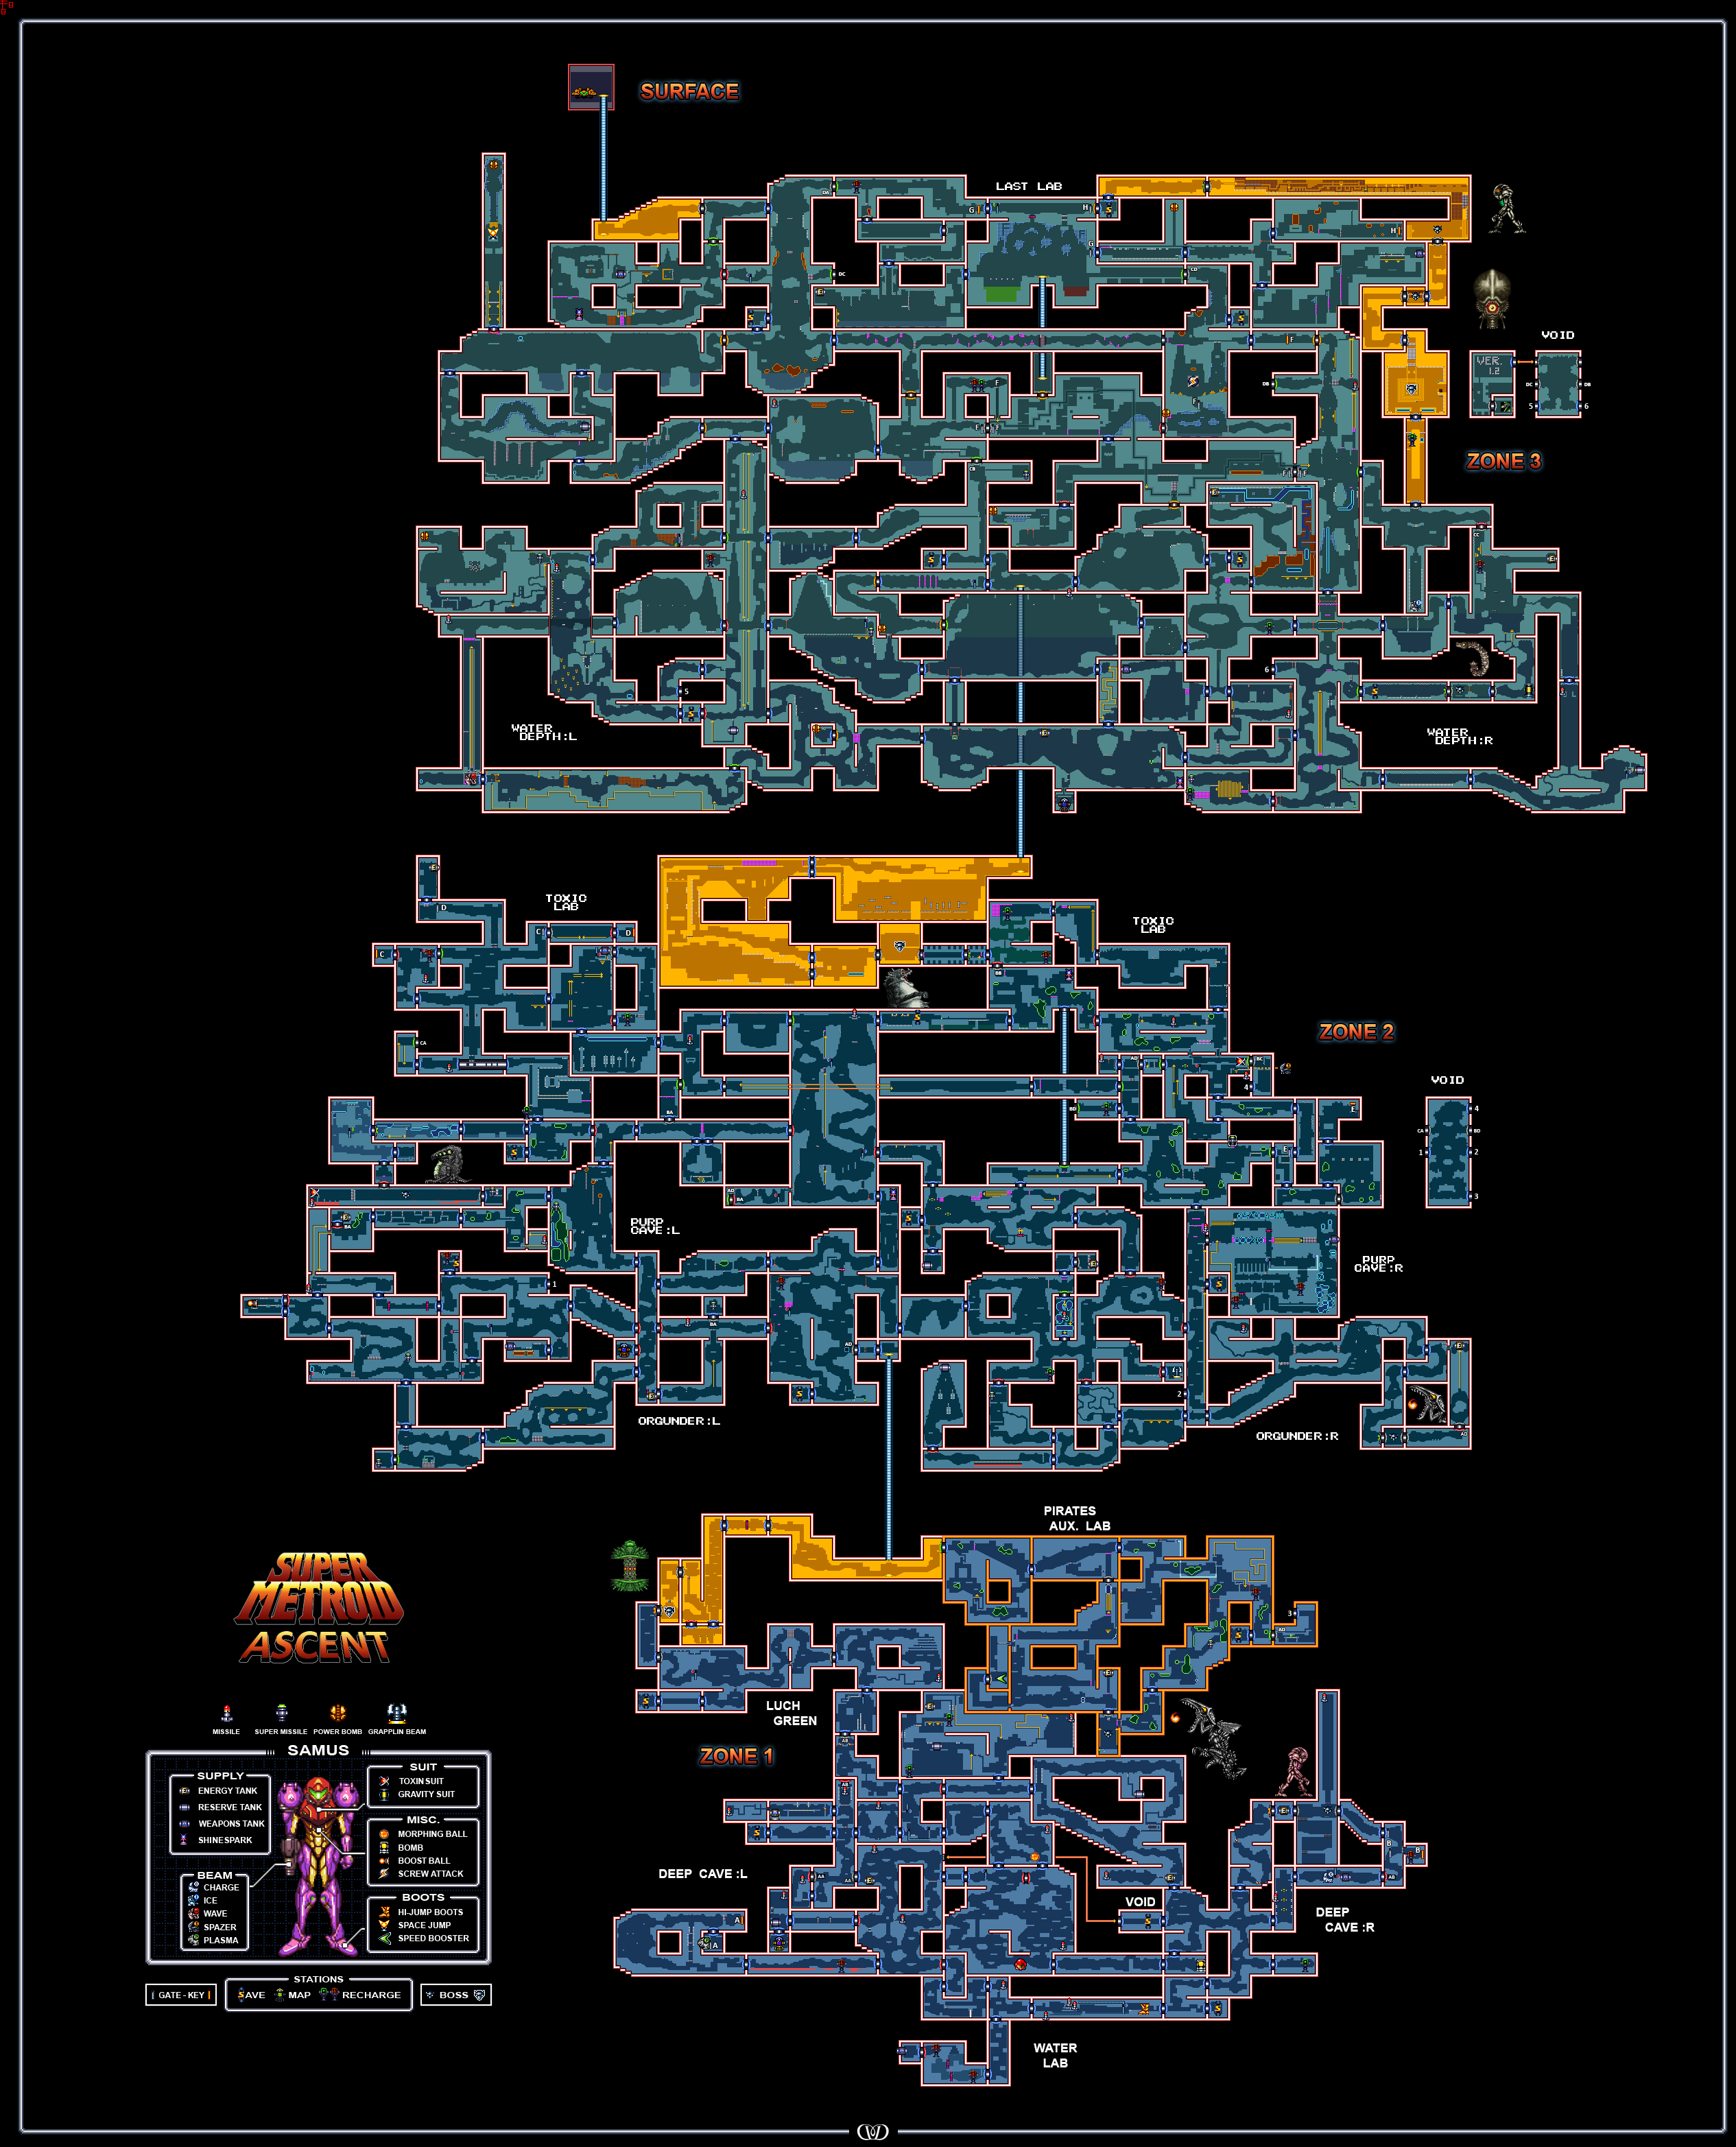 SURFACE
LAST LAB
VOID
VER.
1.2
ZONE 3
WATER
DEPTH:L
WATER
DEPTH:R
TOXIC
LAB
TOXIC
LAB
ZONE 2
VOID
PURP
CAVE:L
PURP
CAVE:R
ORGUNDER:L
ORGUNDER:R
PIRATES
AUX. LAB
SUPER
METROID
ASCENT
LUCH
GREEN
ZONE 1
MISSILE
SUPER MISSILE
POWER BOMB
GRAPPLIN BEAM
SAMUS
SUPPLY
ENERGY TANK
RESERVE TANK
WEAPONS TANK
SHINESPARK
BEAM
CHARGE
ICE
WAVE
SPAZER
PLASMA
SUIT
TOXIN SUIT
GRAVITY SUIT
MISC.
MORPHING BALL
BOMB
BOOST BALL
SCREW ATTACK
BOOTS
HI-JUMP BOOTS
SPACE JUMP
SPEED BOOSTER
GATE - KEY
STATIONS
SAVE MAP RECHARGE
BOSS
DEEP CAVE :L
VOID
DEEP
CAVE :R
WATER
LAB